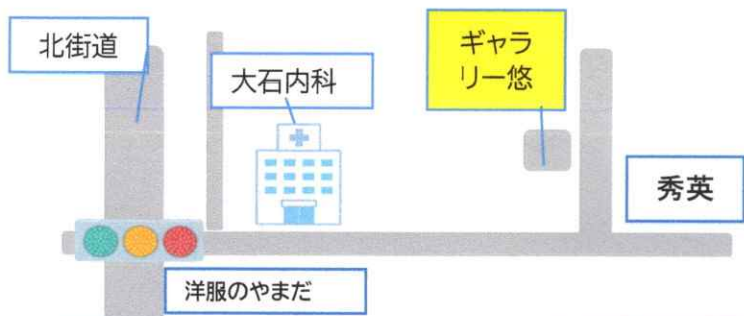 北街道
大石内科
ギャラ
リー悠
秀英
洋服のやまだ